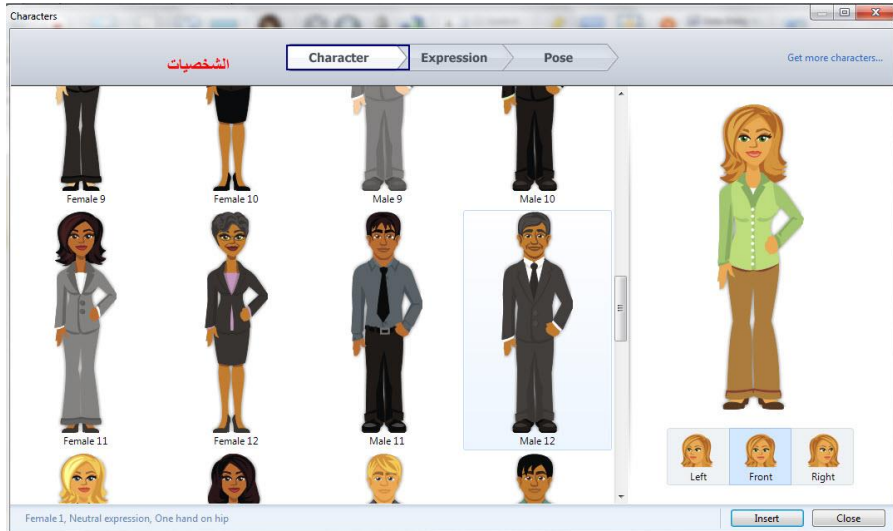 Characters
الشخصيات
Character
Expression
Pose
Get more characters...
Female 9
Female 10
Male 9
Male 10
Female 11
Female 12
Male 11
Male 12
Left
Front
Right
Female 1, Neutral expression, One hand on hip
Insert
Close